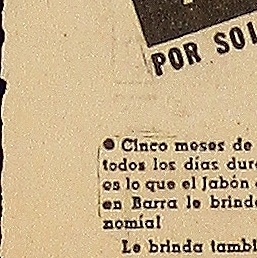 POR SOL
● Cinco meses de
todos los días dur
es lo que el Jabón
en Barra le brind
nomía!
Le brinda tambi